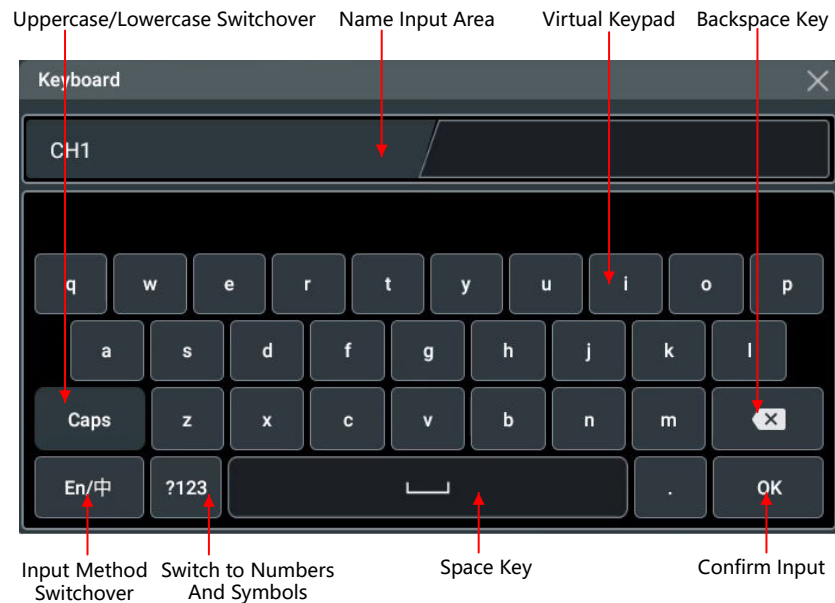 Uppercase/Lowercase Switchover Name Input Area Virtual Keypad Backspace Key
Keyboard
CH1
q w e r t y u i o p
a s d f g h j k l
Caps z x c v b n m
En/中 ?123 . OK
Input Method Switchover
Switch to Numbers And Symbols
Space Key
Confirm Input